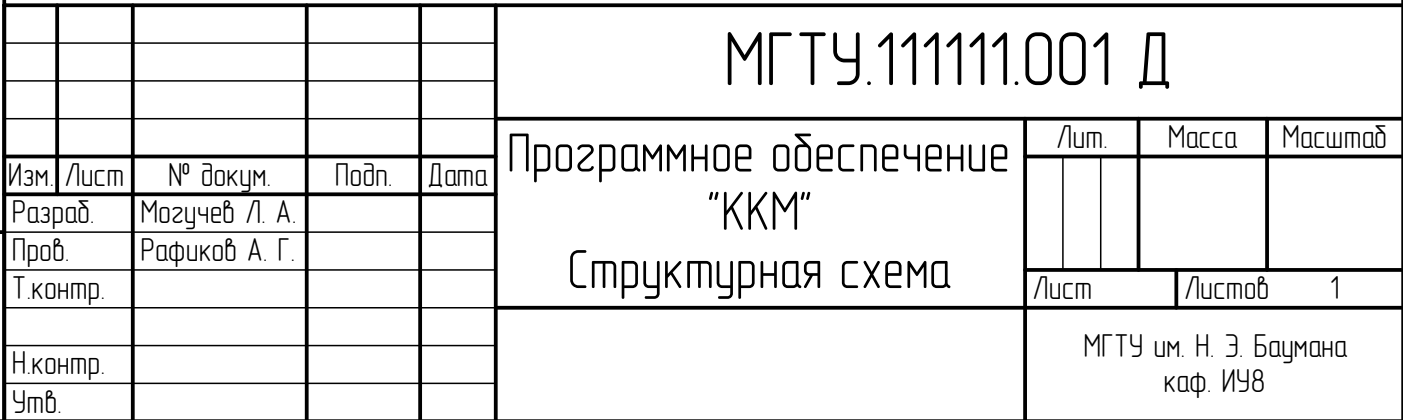 МГТУ.111111.001 Д
Программное обеспечение
"ККМ"
Структурная схема
Лит. Масса Масштаб
Лист Листов 1
МГТУ им. Н. Э. Баумана
каф. ИУ8
Изм. Лист № докум. Подп. Дата
Разраб. Могучев Л. А.
Пров. Рафиков А. Г.
Т.контр.
Н.контр.
Утв.